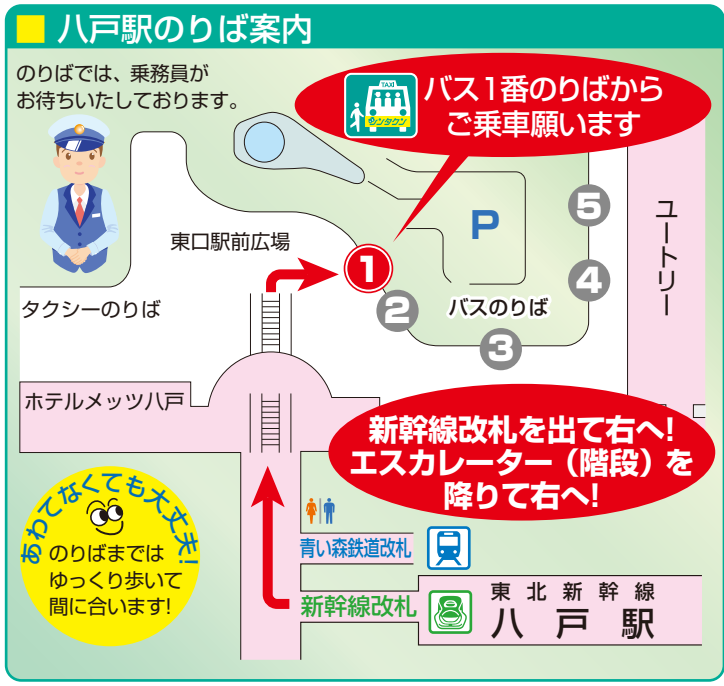 八戸駅のりば案内
のりばでは、乗務員が
お待ちいたしております。
TAXI
シンタクン
バス1番のりばから
ご乗車願います
東口駅前広場
P
ユートリー
1
2
3
4
5
タクシーのりば
バスのりば
ホテルメッツ八戸
新幹線改札を出て右へ!
エスカレーター（階段）を
降りて右へ!
あわてなくても大丈夫!
のりばまでは
ゆっくり歩いて
間に合います!
青い森鉄道改札
新幹線改札
東北新幹線
八戸駅